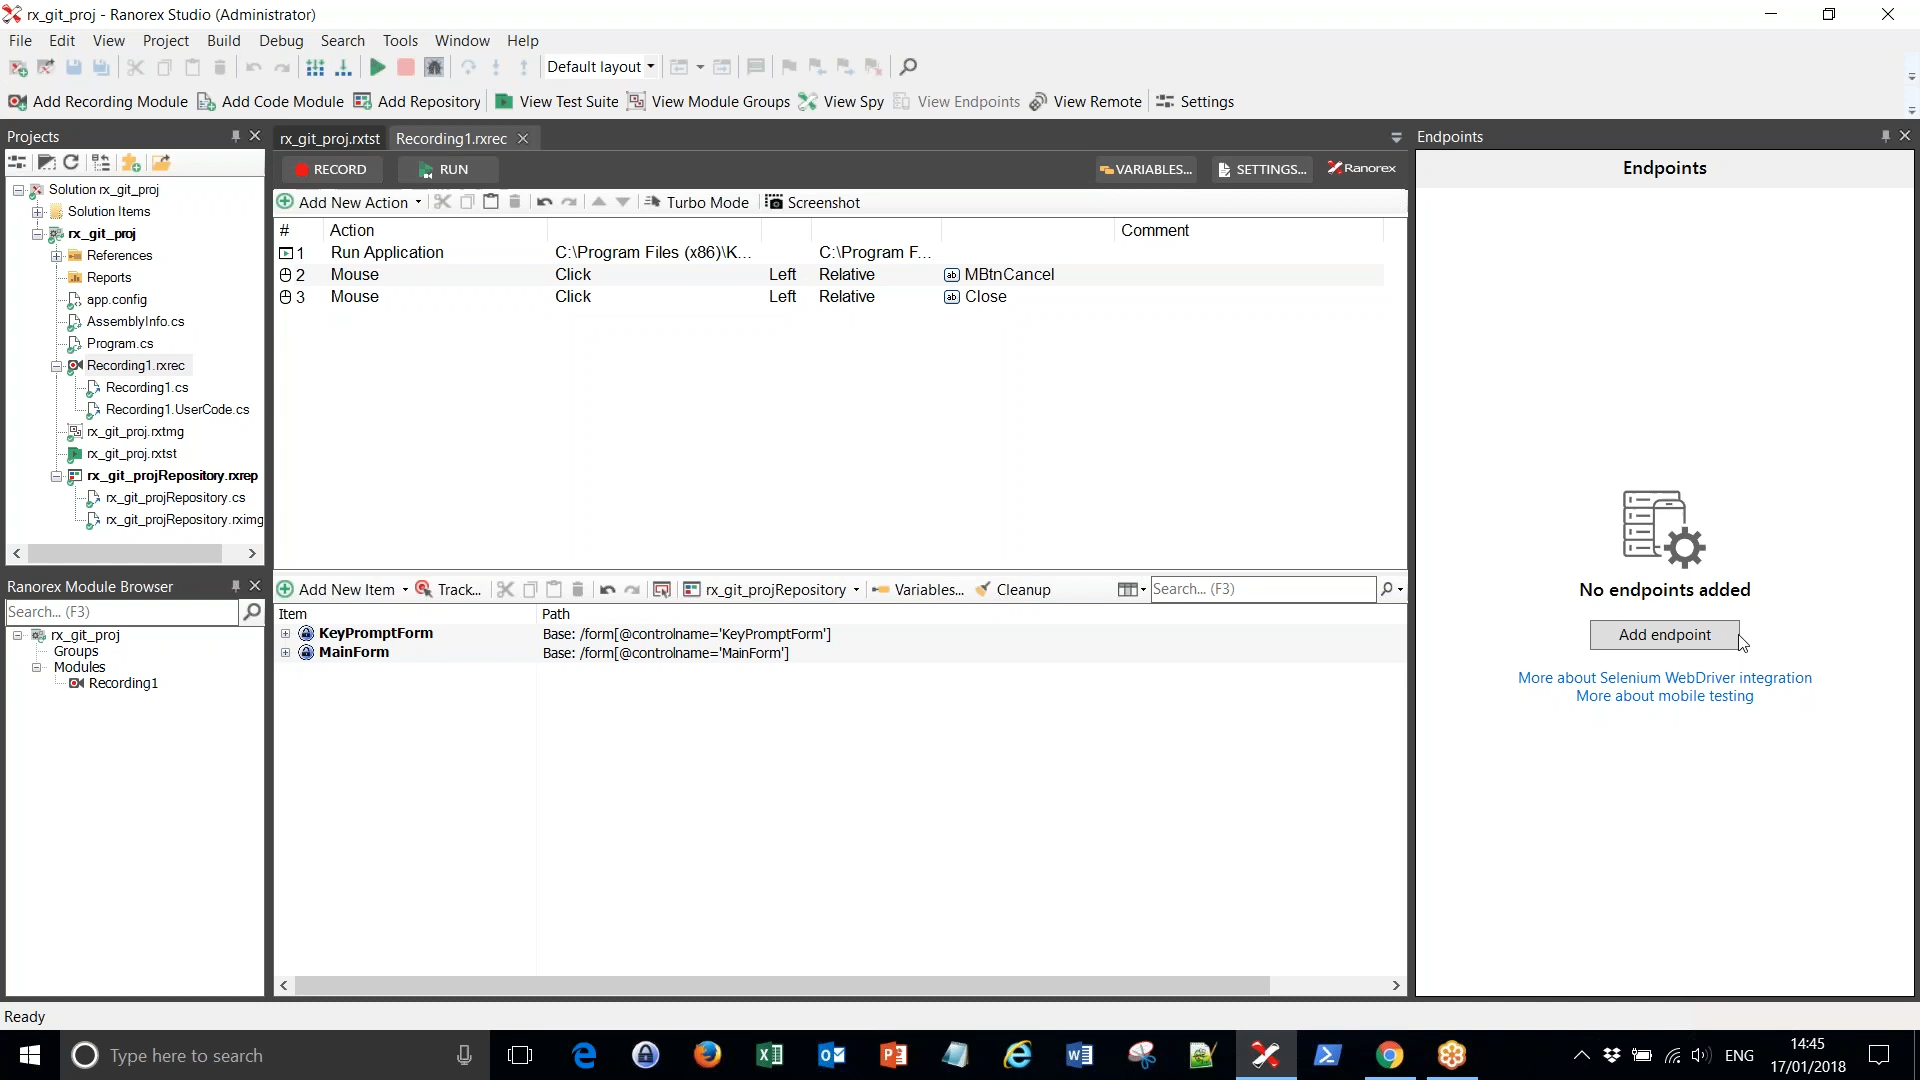 rx_git_proj - Ranorex Studio (Administrator)
File Edit View Project Build Debug Search Tools Window Help
Default layout
Add Recording Module Add Code Module Add Repository View Test Suite View Module Groups View Spy View Endpoints View Remote Settings
Projects
Solution rx_git_proj
Solution Items
rx_git_proj
References
Reports
app.config
AssemblyInfo.cs
Program.cs
Recording1.rxrec
Recording1.cs
Recording1.UserCode.cs
rx_git_proj.rxtmg
rx_git_proj.rxtst
rx_git_projRepository.rxrep
rx_git_projRepository.cs
rx_git_projRepository.rximg
Ranorex Module Browser
Search... (F3)
rx_git_proj
Groups
Modules
Recording1
rx_git_proj.rxtst Recording1.rxrec
RECORD RUN VARIABLES... SETTINGS... Ranorex
Add New Action Turbo Mode Screenshot
# Action Comment
1 Run Application C:\Program Files (x86)\K... C:\Program F...
2 Mouse Click Left Relative MBtnCancel
3 Mouse Click Left Relative Close
Add New Item Track... rx_git_projRepository Variables... Cleanup Search... (F3)
Item Path
KeyPromptForm Base: /form[@controlname='KeyPromptForm']
MainForm Base: /form[@controlname='MainForm']
Endpoints
Endpoints
No endpoints added
Add endpoint
More about Selenium WebDriver integration
More about mobile testing
Ready
Type here to search
ENG
14:45
17/01/2018